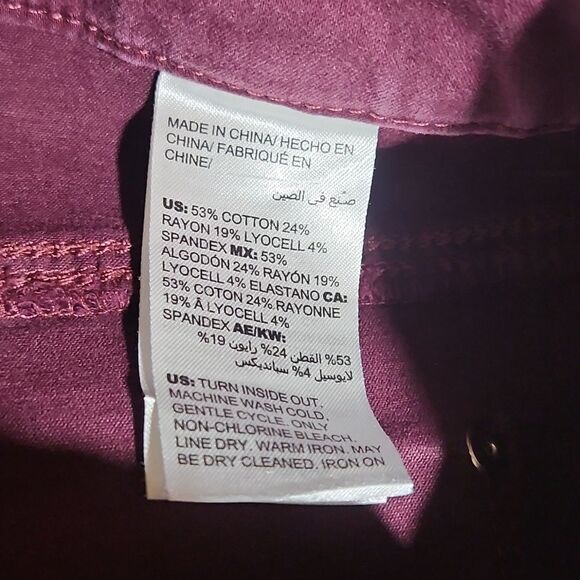 MADE IN CHINA/ HECHO EN
CHINA/ FABRIQUÉ EN
CHINE/
صنع في الصين
US: 53% COTTON 24%
RAYON 19% LYOCELL 4%
SPANDEX MX: 53%
ALGODÓN 24% RAYÓN 19%
LYOCELL 4% ELASTANO CA:
53% COTON 24% RAYONNE
19% Â LYOCELL 4%
SPANDEX AE/KW:
53% القطن 24% رايون 19%
لايوسيل 4% سبانديكس
US: TURN INSIDE OUT.
MACHINE WASH COLD,
GENTLE CYCLE. ONLY
NON-CHLORINE BLEACH.
LINE DRY. WARM IRON. MAY
BE DRY CLEANED. IRON ON